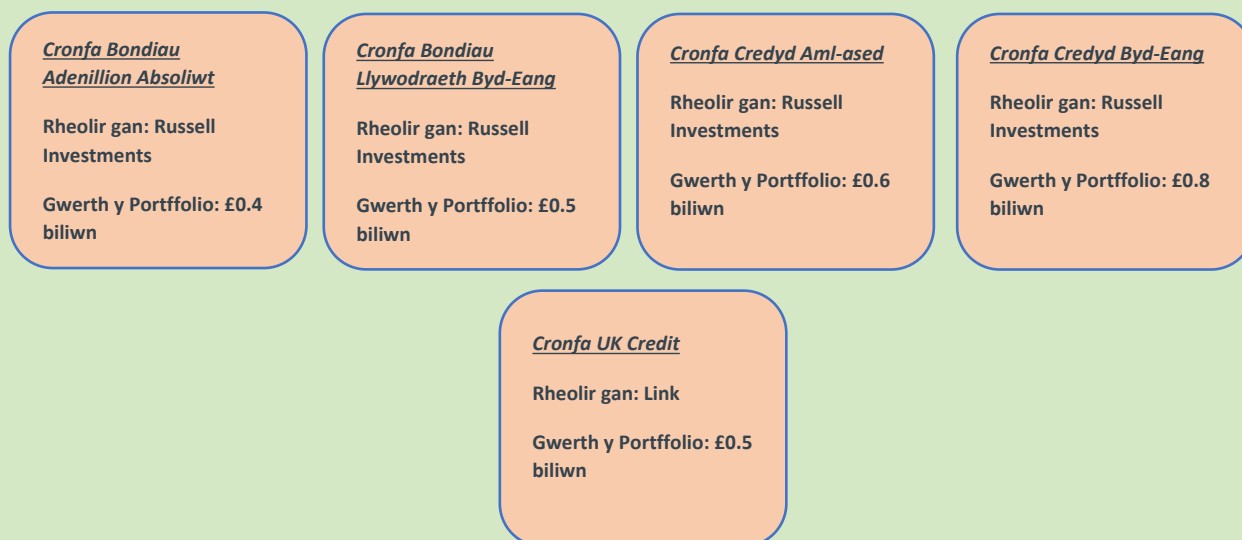 Cronfa Bondiau
Adenillion Absoliwt
Rheolir gan: Russell
Investments
Gwerth y Portffolio: £0.4
biliwn
Cronfa Bondiau
Llywodraeth Byd-Eang
Rheolir gan: Russell
Investments
Gwerth y Portffolio: £0.5
biliwn
Cronfa Credyd Aml-ased
Rheolir gan: Russell
Investments
Gwerth y Portffolio: £0.6
biliwn
Cronfa Credyd Byd-Eang
Rheolir gan: Russell
Investments
Gwerth y Portffolio: £0.8
biliwn
Cronfa UK Credit
Rheolir gan: Link
Gwerth y Portffolio: £0.5
biliwn